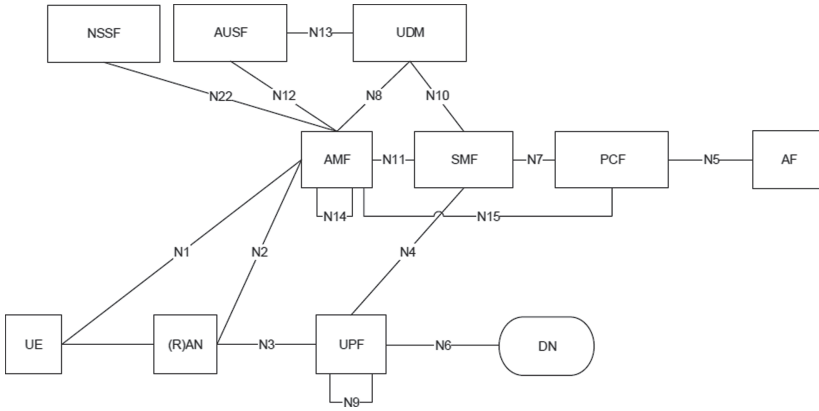 NSSF
AUSF
N13
UDM
N22
N12
N8
N10
AMF
N11
SMF
N7
PCF
N5
AF
N14
N15
N1
N2
N4
UE
(R)AN
N3
UPF
N6
DN
N9